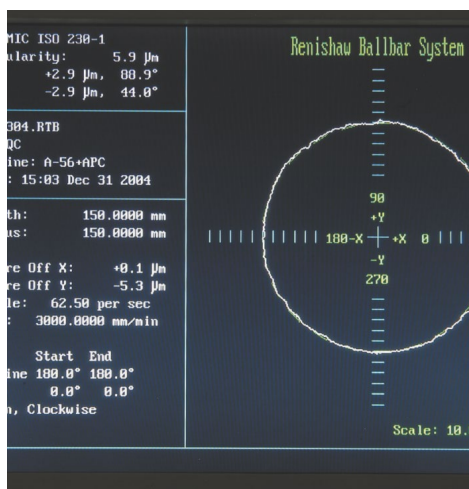 MIC ISO 230-1
ularity: 5.9 µm
+2.9 µm, 88.9°
-2.9 µm, 44.0°
304.RTB
QC
ine: A-56+APC
: 15:03 Dec 31 2004
th: 150.0000 mm
us: 150.0000 mm
re Off X: +0.1 µm
re Off Y: -5.3 µm
le: 62.50 per sec
: 3000.0000 mm/min
Start End
ine 180.0° 180.0°
0.0° 0.0°
n, Clockwise
Renishaw Ballbar System
90
+Y
180-X +X 0
-Y
270
Scale: 10.